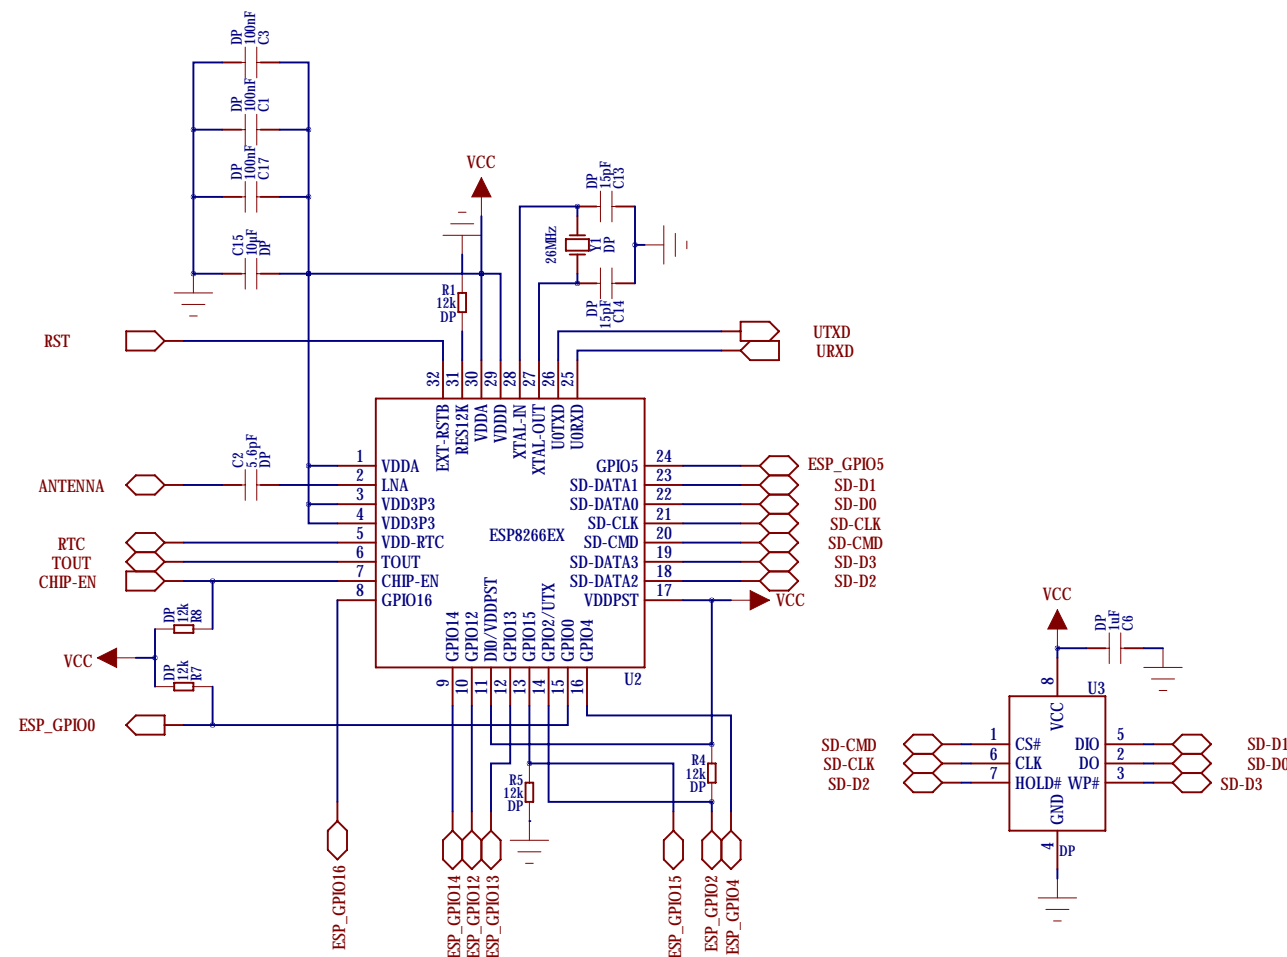 DP
100nF
C3
DP
100nF
C1
DP
100nF
C17
C15
10µF
DP
VCC
26MHz
Y1
DP
DP
15pF
C13
DP
15pF
C14
R1
12k
DP
RST
UTXD
URXD
32
31
30
29
28
27
26
25
EXT-RSTB
RES12K
VDDA
VDDD
XTAL-IN
XTAL-OUT
U0TXD
U0RXD
C2
5.6pF
DP
ANTENNA
RTC
TOUT
CHIP-EN
1 VDDA
2 LNA
3 VDD3P3
4 VDD3P3
5 VDD-RTC
6 TOUT
7 CHIP-EN
8 GPIO16
ESP8266EX
GPIO5 24 ESP_GPIO5
SD-DATA1 23 SD-D1
SD-DATA0 22 SD-D0
SD-CLK 21 SD-CLK
SD-CMD 20 SD-CMD
SD-DATA3 19 SD-D3
SD-DATA2 18 SD-D2
VDDPST 17 VCC
GPIO14
GPIO12
DI0/VDDPST
GPIO13
GPIO15
GPIO2/UTX
GPIO0
GPIO4
U2
9
10
11
12
13
14
15
16
DP
12k
R8
VCC
DP
12k
R7
ESP_GPIO0
R5
12k
DP
R4
12k
DP
ESP_GPIO16
ESP_GPIO14
ESP_GPIO12
ESP_GPIO13
ESP_GPIO15
ESP_GPIO2
ESP_GPIO4
VCC
DP
1uF
C6
8
U3
VCC
SD-CMD 1 CS# DIO 5 SD-D1
SD-CLK 6 CLK DO 2 SD-D0
SD-D2 7 HOLD# WP# 3 SD-D3
GND
4
DP